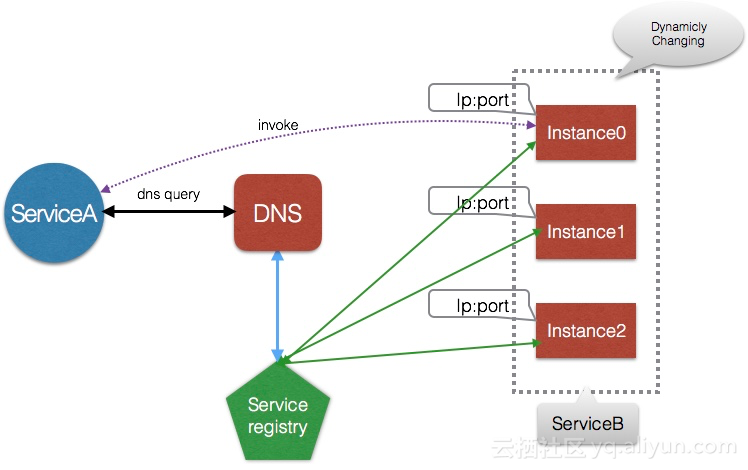 Dynamicly
Changing
Ip:port
Instance0
invoke
dns query
ServiceA
DNS
Ip:port
Instance1
Ip:port
Instance2
Service
registry
ServiceB
云栖社区 yq.aliyun.com